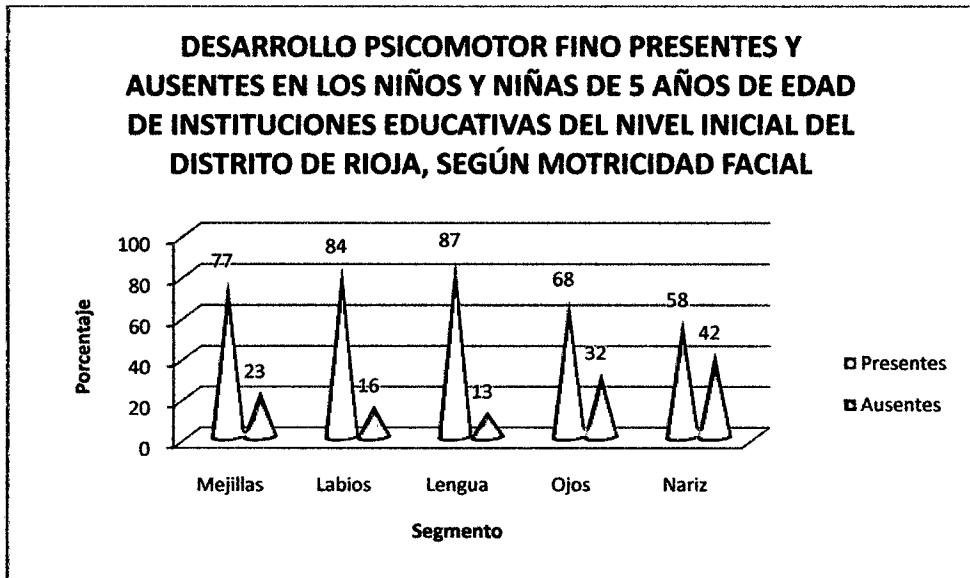 DESARROLLO PSICOMOTOR FINO PRESENTES Y
AUSENTES EN LOS NIÑOS Y NIÑAS DE 5 AÑOS DE EDAD
DE INSTITUCIONES EDUCATIVAS DEL NIVEL INICIAL DEL
DISTRITO DE RIOJA, SEGÚN MOTRICIDAD FACIAL
Porcentaje
100
80
60
40
20
0
77
23
84
16
87
13
68
32
58
42
Presentes
Ausentes
Mejillas
Labios
Lengua
Ojos
Nariz
Segmento